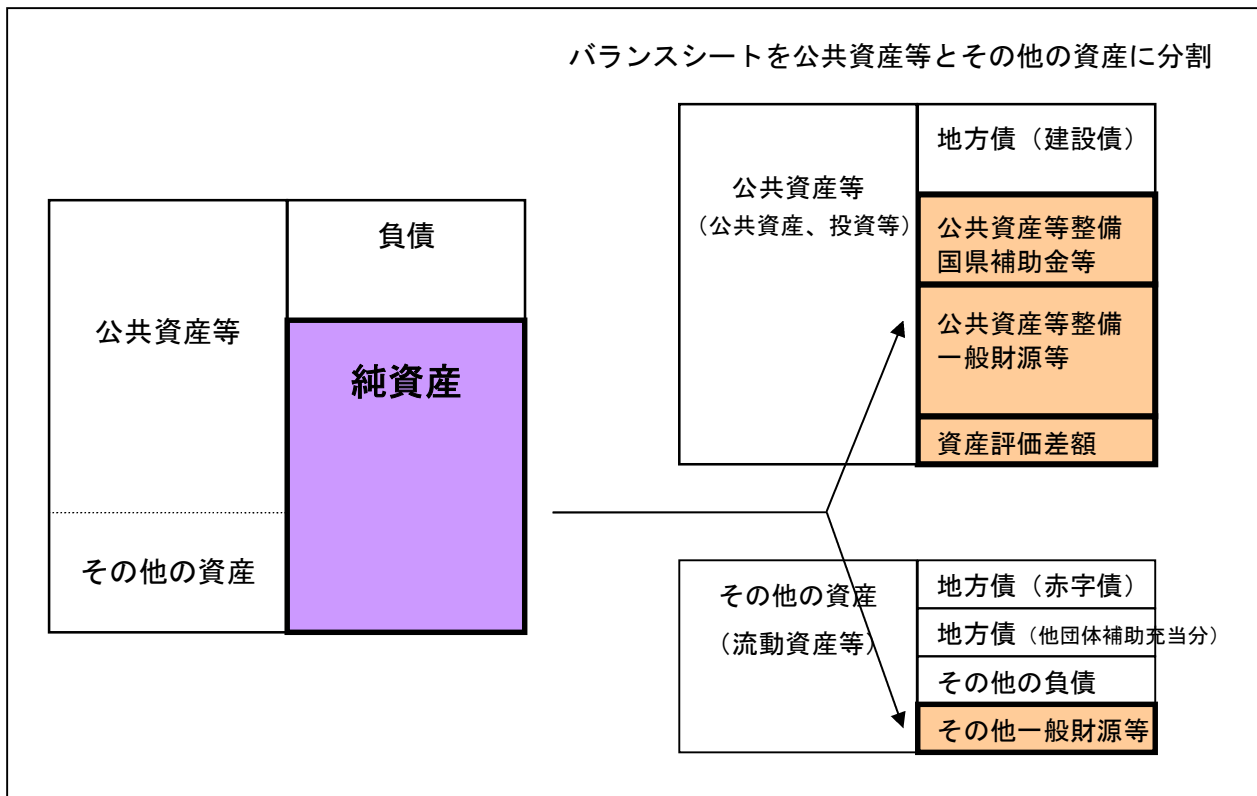 バランスシートを公共資産等とその他の資産に分割
公共資産等
負債
純資産
その他の資産
公共資産等
（公共資産、投資等）
地方債（建設債）
公共資産等整備
国県補助金等
公共資産等整備
一般財源等
資産評価差額
その他の資産
（流動資産等）
地方債（赤字債）
地方債（他団体補助充当分）
その他の負債
その他一般財源等